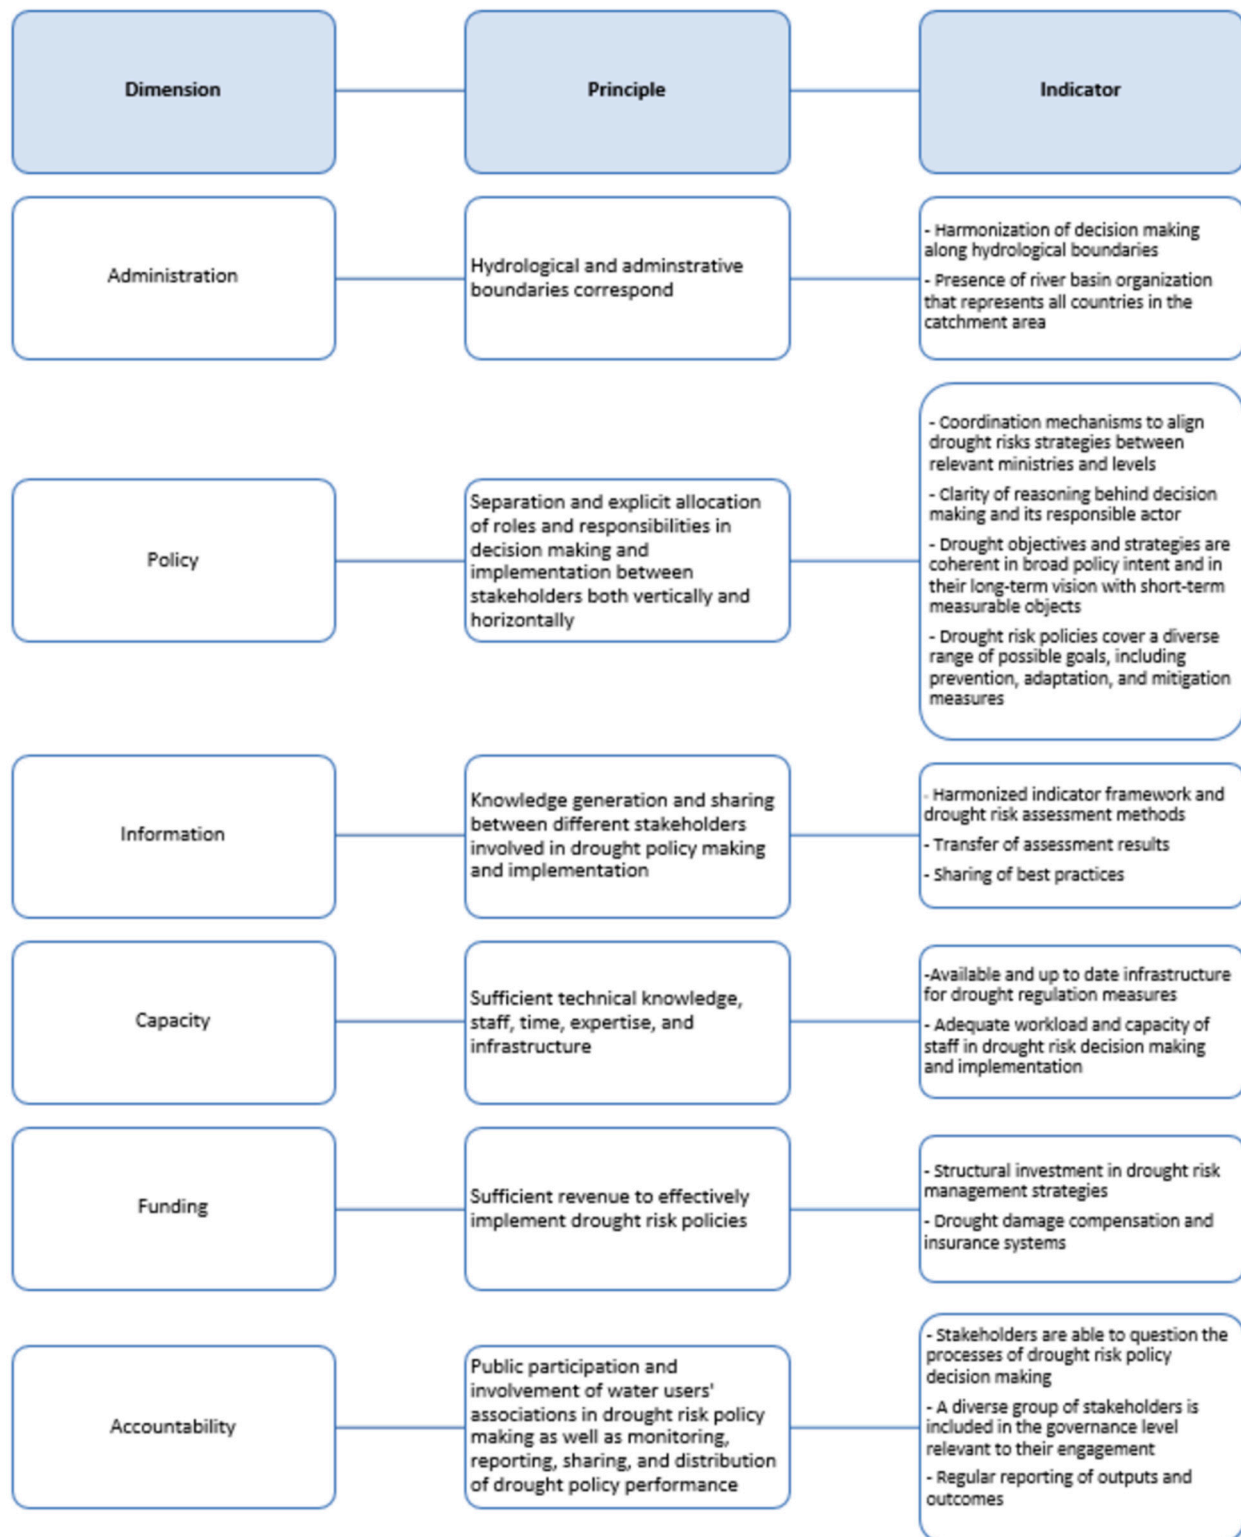 Dimension
Principle
Indicator
Administration
Hydrological and adminstrative
boundaries correspond
- Harmonization of decision making
along hydrological boundaries
- Presence of river basin organization
that represents all countries in the
catchment area
Policy
Separation and explicit allocation
of roles and responsibilities in
decision making and
implementation between
stakeholders both vertically and
horizontally
- Coordination mechanisms to align
drought risks strategies between
relevant ministries and levels
- Clarity of reasoning behind decision
making and its responsible actor
- Drought objectives and strategies are
coherent in broad policy intent and in
their long-term vision with short-term
measurable objects
- Drought risk policies cover a diverse
range of possible goals, including
prevention, adaptation, and mitigation
measures
Information
Knowledge generation and sharing
between different stakeholders
involved in drought policy making
and implementation
- Harmonized indicator framework and
drought risk assessment methods
- Transfer of assessment results
- Sharing of best practices
Capacity
Sufficient technical knowledge,
staff, time, expertise, and
infrastructure
-Available and up to date infrastructure
for drought regulation measures
- Adequate workload and capacity of
staff in drought risk decision making
and implementation
Funding
Sufficient revenue to effectively
implement drought risk policies
- Structural investment in drought risk
management strategies
- Drought damage compensation and
insurance systems
Accountability
Public participation and
involvement of water users'
associations in drought risk policy
making as well as monitoring,
reporting, sharing, and distribution
of drought policy performance
- Stakeholders are able to question the
processes of drought risk policy
decision making
- A diverse group of stakeholders is
included in the governance level
relevant to their engagement
- Regular reporting of outputs and
outcomes